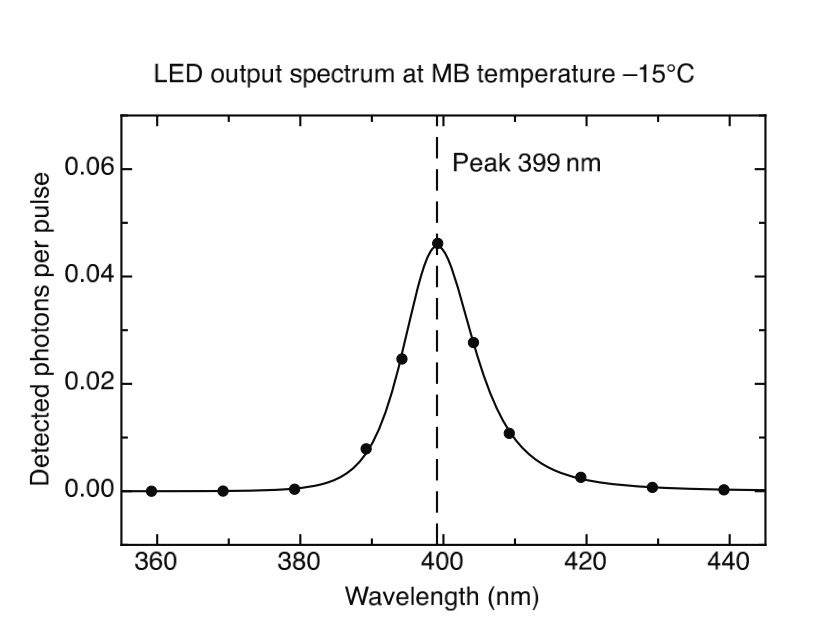 LED output spectrum at MB temperature –15°C
Peak 399 nm
Detected photons per pulse
0.06
0.04
0.02
0.00
360 380 400 420 440
Wavelength (nm)